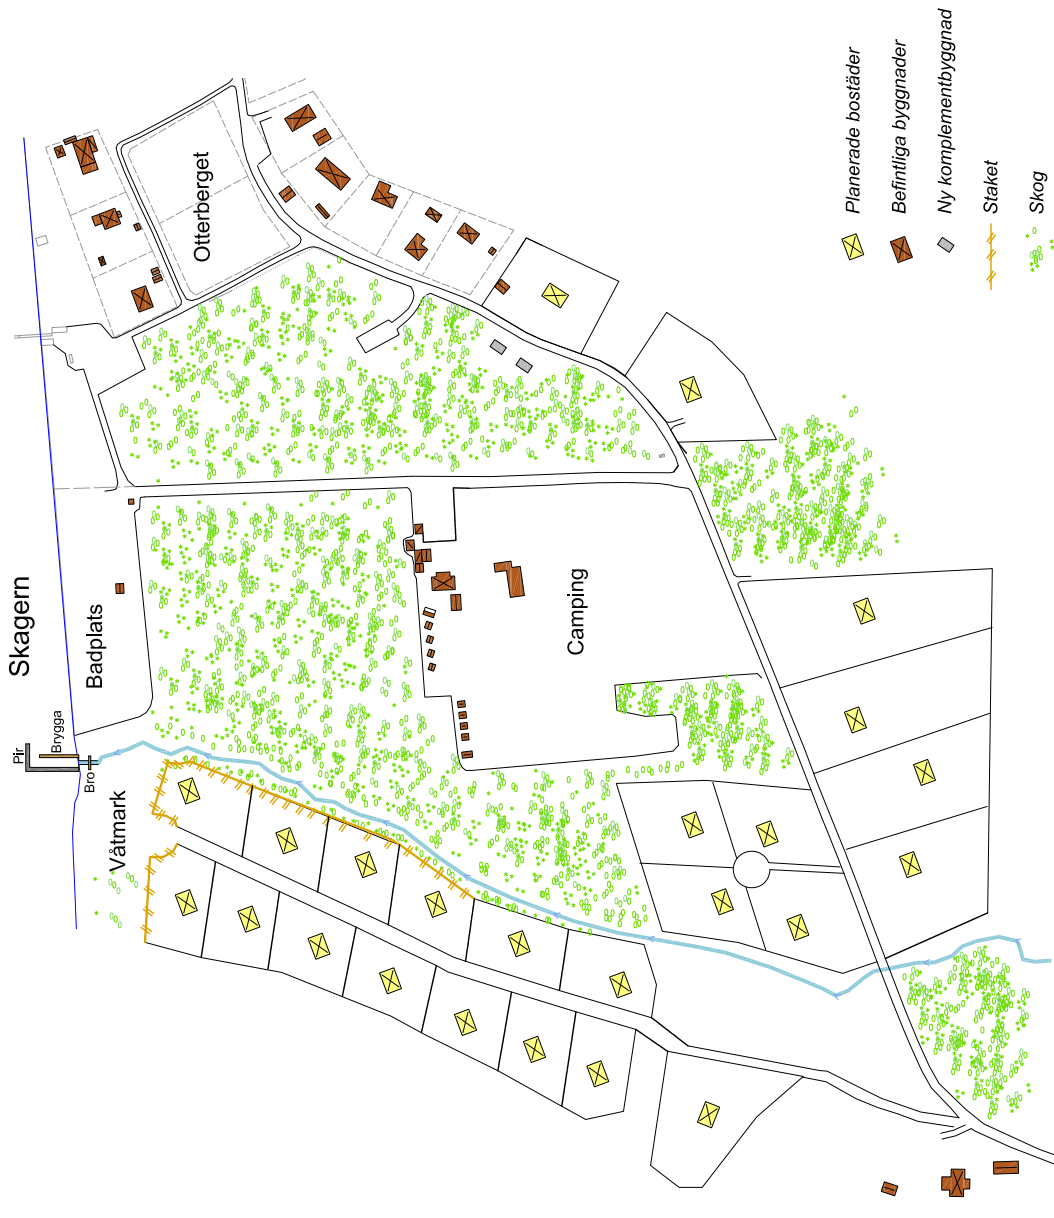 Skagern
Pir
Brygga
Bro
Badplats
Våtmark
Otterberget
Camping
Planerade bostäder
Befintliga byggnader
Ny komplementbyggnad
Staket
Skog